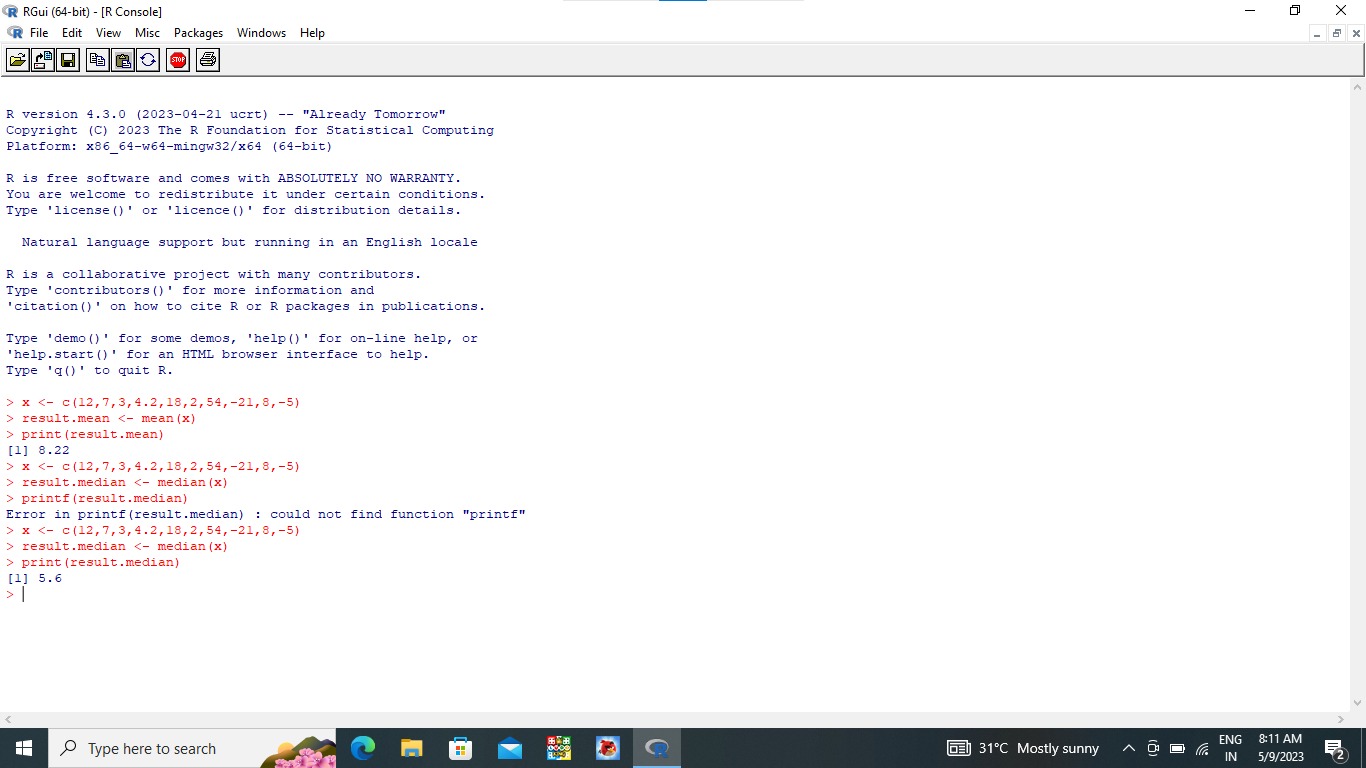 RGui (64-bit) - [R Console]
File Edit View Misc Packages Windows Help
STOP
R version 4.3.0 (2023-04-21 ucrt) -- "Already Tomorrow"
Copyright (C) 2023 The R Foundation for Statistical Computing
Platform: x86_64-w64-mingw32/x64 (64-bit)
R is free software and comes with ABSOLUTELY NO WARRANTY.
You are welcome to redistribute it under certain conditions.
Type 'license()' or 'licence()' for distribution details.
Natural language support but running in an English locale
R is a collaborative project with many contributors.
Type 'contributors()' for more information and
'citation()' on how to cite R or R packages in publications.
Type 'demo()' for some demos, 'help()' for on-line help, or
'help.start()' for an HTML browser interface to help.
Type 'q()' to quit R.
> x <- c(12,7,3,4.2,18,2,54,-21,8,-5)
> result.mean <- mean(x)
> print(result.mean)
[1] 8.22
> x <- c(12,7,3,4.2,18,2,54,-21,8,-5)
> result.median <- median(x)
> printf(result.median)
Error in printf(result.median) : could not find function "printf"
> x <- c(12,7,3,4.2,18,2,54,-21,8,-5)
> result.median <- median(x)
> print(result.median)
[1] 5.6
>
Type here to search
31°C Mostly sunny
ENG
IN
8:11 AM
5/9/2023
2